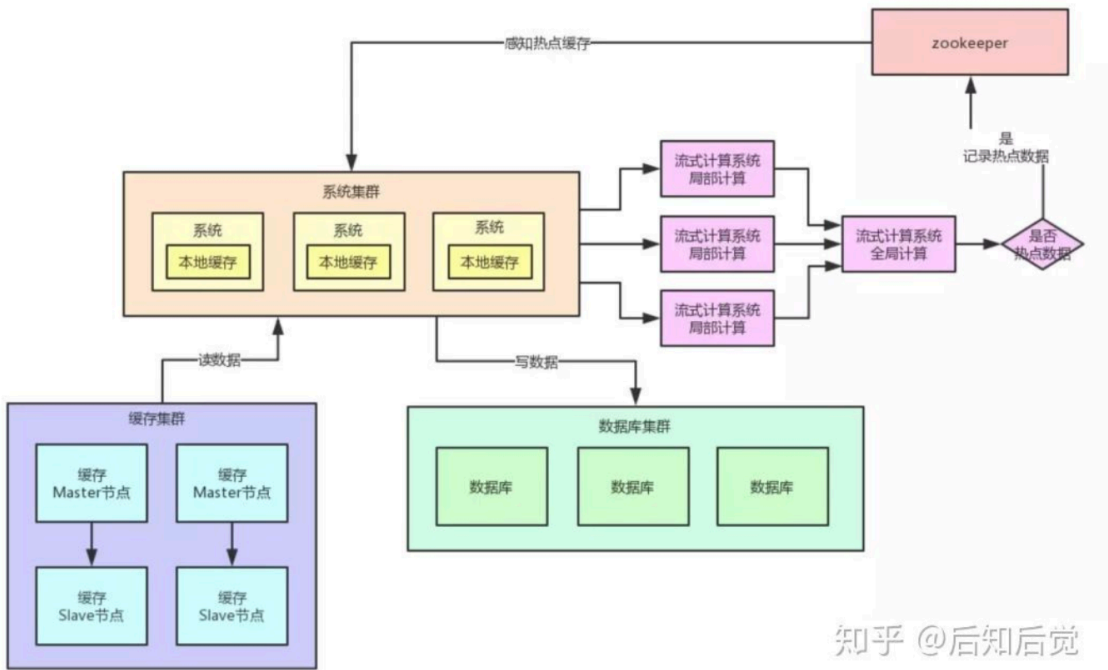 感知热点缓存
zookeeper
是
记录热点数据
系统集群
系统
本地缓存
系统
本地缓存
系统
本地缓存
流式计算系统
局部计算
流式计算系统
局部计算
流式计算系统
局部计算
流式计算系统
全局计算
是否
热点数据
读数据
写数据
缓存集群
缓存
Master节点
缓存
Master节点
缓存
Slave节点
缓存
Slave节点
数据库集群
数据库
数据库
数据库
知乎 @后知后觉